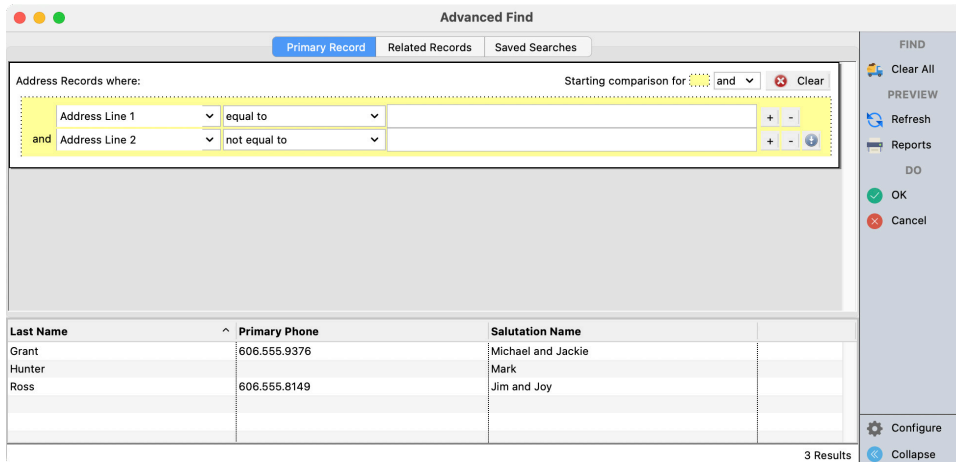 Advanced Find
Primary Record Related Records Saved Searches
Address Records where: Starting comparison for and Clear
Address Line 1 equal to + -
and Address Line 2 not equal to + -
Last Name ^ Primary Phone Salutation Name
Grant 606.555.9376 Michael and Jackie
Hunter Mark
Ross 606.555.8149 Jim and Joy
3 Results
FIND
Clear All
PREVIEW
Refresh
Reports
DO
OK
Cancel
Configure
Collapse